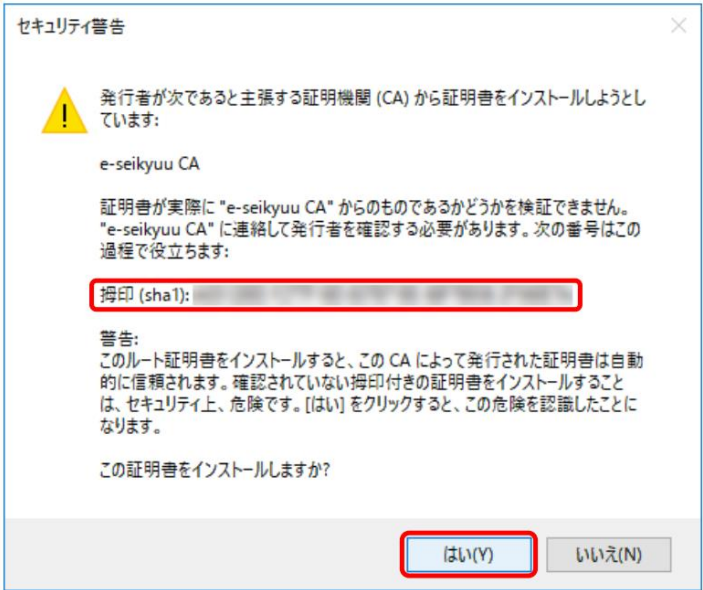 セキュリティ警告
発行者が次であると主張する証明機関 (CA) から証明書をインストールしようとし
ています:
e-seikyuu CA
証明書が実際に "e-seikyuu CA" からのものであるかどうかを検証できません。
"e-seikyuu CA" に連絡して発行者を確認する必要があります。次の番号はこの
過程で役立ちます:
拇印 (sha1):
警告:
このルート証明書をインストールすると、この CA によって発行された証明書は自動
的に信頼されます。確認されていない拇印付きの証明書をインストールすること
は、セキュリティ上、危険です。[はい] をクリックすると、この危険を認識したことに
なります。
この証明書をインストールしますか?
はい(Y)
いいえ(N)